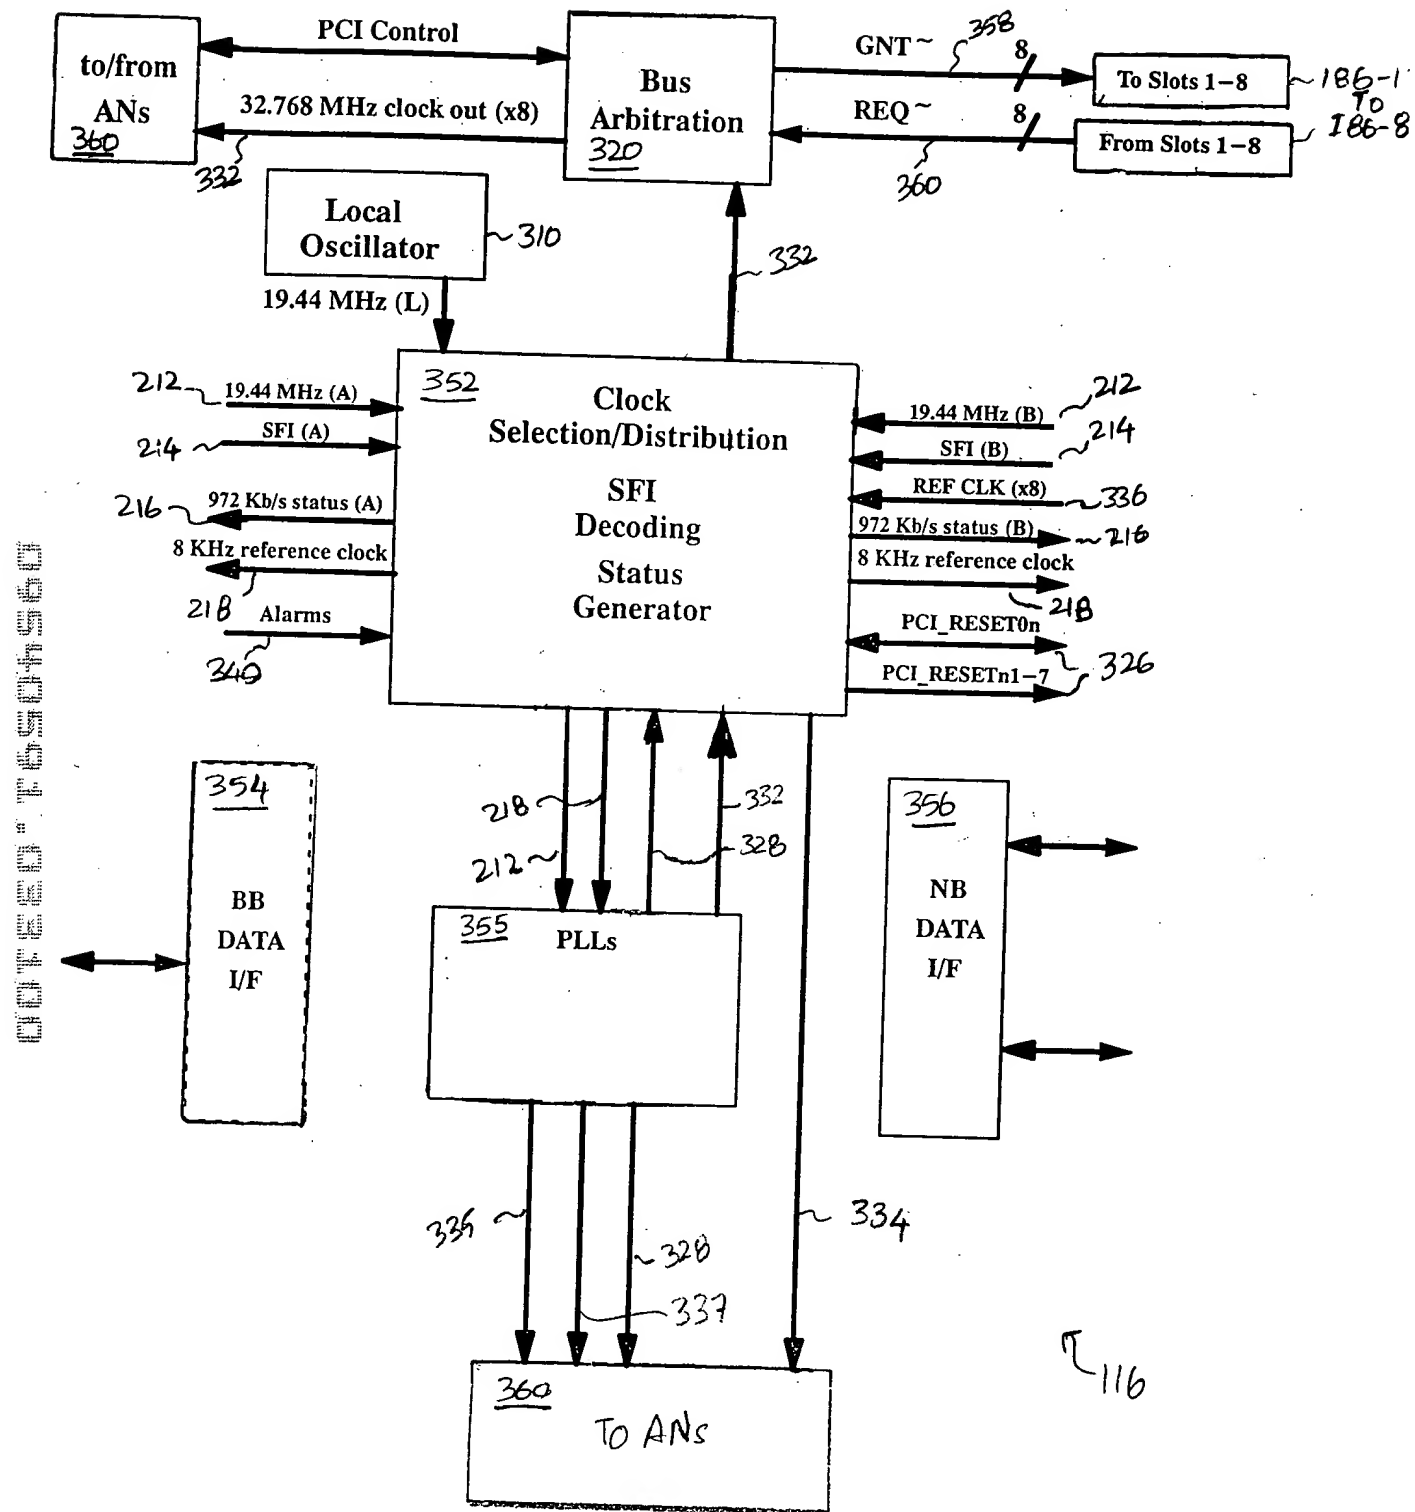 to/from
ANs
360
PCI Control
32.768 MHz clock out (x8)
332
Bus
Arbitration
320
GNT~
358
8
To Slots 1-8
186-1
TO
186-8
REQ~
360
8
From Slots 1-8
Local
Oscillator
310
19.44 MHz (L)
332
352
Clock
Selection/Distribution
SFI
Decoding
Status
Generator
212
19.44 MHz (A)
214
SFI (A)
216
972 Kb/s status (A)
8 KHz reference clock
218
Alarms
340
19.44 MHz (B)
212
SFI (B)
214
REF CLK (x8)
336
972 Kb/s status (B)
216
8 KHz reference clock
218
PCI_RESET0n
326
PCI_RESETn1-7
218
212
332
328
354
BB
DATA
I/F
355
PLLs
356
NB
DATA
I/F
328
337
334
360
TO ANs
116